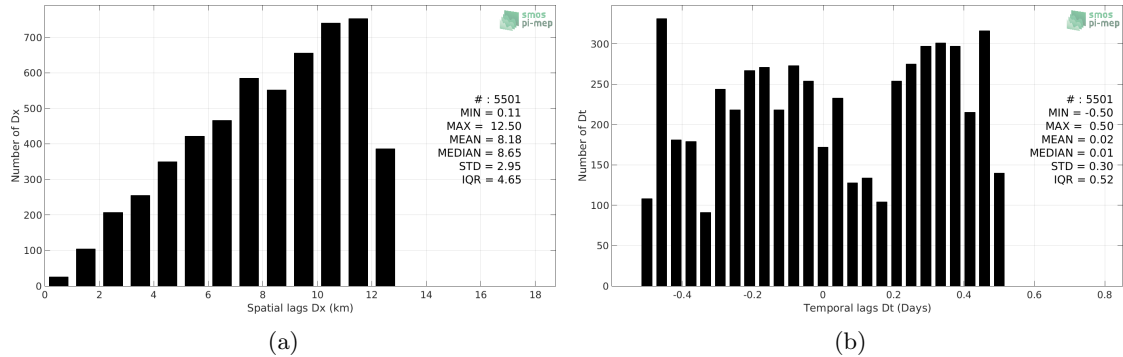 smos
pi-mep
700
600
500
400
300
200
100
0
Number of Dx
# : 5501
MIN = 0.11
MAX = 12.50
MEAN = 8.18
MEDIAN = 8.65
STD = 2.95
IQR = 4.65
0 2 4 6 8 10 12 14 16 18
Spatial lags Dx (km)
(a)
smos
pi-mep
300
250
200
150
100
50
0
Number of Dt
# : 5501
MIN = -0.50
MAX = 0.50
MEAN = 0.02
MEDIAN = 0.01
STD = 0.30
IQR = 0.52
-0.4 -0.2 0 0.2 0.4 0.6 0.8
Temporal lags Dt (Days)
(b)